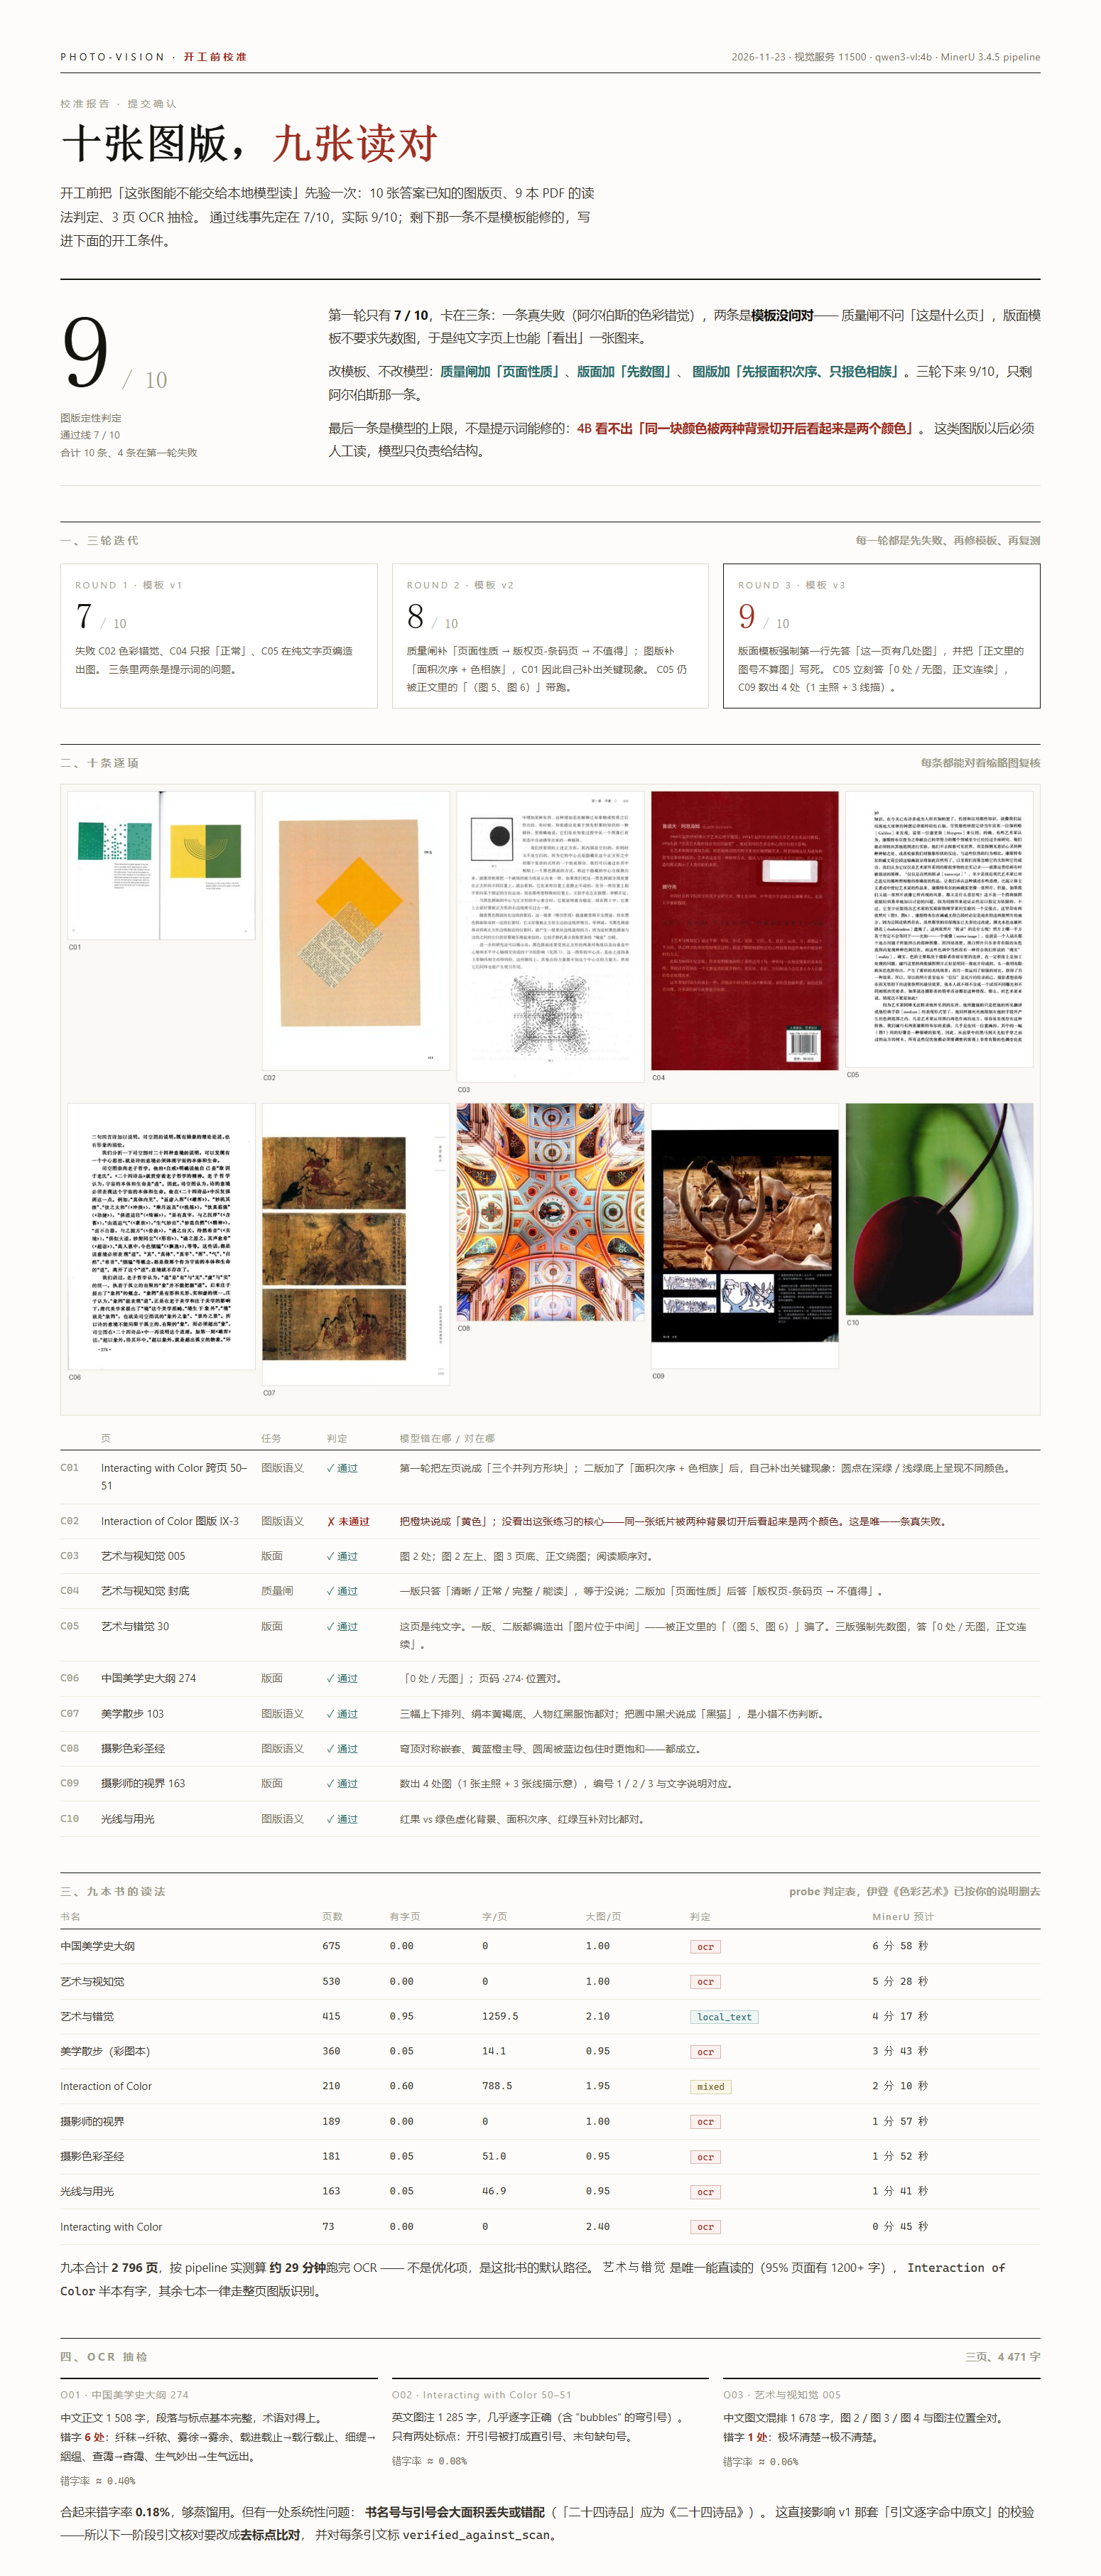 PHOTO-VISION · 开工前校准
2026-11-23 · 视觉服务 11500 · qwen3-vl:4b · MinerU 3.4.5 pipeline
校准报告 · 提交确认
十张图版，九张读对
开工前把「这张图能不能交给本地模型读」先验一次：10 张答案已知的图版页、9 本 PDF 的读
法判定、3 页 OCR 抽检。 通过线事先定在 7/10，实际 9/10；剩下那一条不是模板能修的，写
进下面的开工条件。
9 / 10
图版定性判定
通过线 7 / 10
合计 10 条、4 条在第一轮失败
第一轮只有 7 / 10，卡在三条：一条真失败（阿尔伯斯的色彩错觉），两条是模板没问对—— 质量闸不问「这是什么页」，版面模
板不要求先数图，于是纯文字页上也能「看出」一张图来。
改模板、不改模型：质量闸加「页面性质」、版面加「先数图」、 图版加「先报面积次序、只报色相族」。三轮下来 9/10，只剩
阿尔伯斯那一条。
最后一条是模型的上限，不是提示词能修的：4B 看不出「同一块颜色被两种背景切开后看起来是两个颜色」。 这类图版以后必须
人工读，模型只负责给结构。
一、三轮迭代
每一轮都是先失败、再修模板、再复测
ROUND 1 · 模板 v1
7 / 10
失败 C02 色彩错觉、C04 只报「正常」、C05 在纯文字页编造
出图。 三条里两条是提示词的问题。
ROUND 2 · 模板 v2
8 / 10
质量闸补「页面性质 → 版权页-条码页 → 不值得」；图版补
「面积次序 + 色相族」，C01 因此自己补出关键现象。 C05 仍
被正文里的「（图 5、图 6）」带跑。
ROUND 3 · 模板 v3
9 / 10
版面模板强制第一行先答「这一页有几处图」，并把「正文里的
图号不算图」写死。 C05 立刻答「0 处 / 无图，正文连续」，
C09 数出 4 处（1 主照 + 3 线描）。
二、十条逐项
每条都能对着缩略图复核
C01
C02
C03
C04
C05
C06
C07
C08
C09
C10
页 任务 判定 模型错在哪 / 对在哪
C01 Interacting with Color 跨页 50–51 图版语义 ✓ 通过 第一轮把左页说成「三个并列方形块」；二版加了「面积次序 + 色相族」后，自己补出关键现象：圆点在深绿 / 浅绿底上呈现不同颜色。
C02 Interaction of Color 图版 IX-3 图版语义 ✗ 未通过 把橙块说成「黄色」；没看出这张练习的核心——同一张纸片被两种背景切开后看起来是两个颜色。这是唯一一条真失败。
C03 艺术与视知觉 005 版面 ✓ 通过 图 2 处；图 2 左上、图 3 页底、正文绕图；阅读顺序对。
C04 艺术与视知觉 封底 质量闸 ✓ 通过 一版只答「清晰 / 正常 / 完整 / 能读」，等于没说；二版加「页面性质」后答「版权页-条码页 → 不值得」。
C05 艺术与错觉 30 版面 ✓ 通过 这页是纯文字。一版、二版都编造出「图片位于中间」——被正文里的「（图 5、图 6）」骗了。三版强制先数图，答「0 处 / 无图，正文连
续」。
C06 中国美学史大纲 274 版面 ✓ 通过 「0 处 / 无图」；页码 ·274· 位置对。
C07 美学散步 103 图版语义 ✓ 通过 三幅上下排列、绢本黄褐底、人物红黑服饰都对；把画中黑犬说成「黑猫」，是小错不伤判断。
C08 摄影色彩圣经 图版语义 ✓ 通过 穹顶对称嵌套、黄蓝橙主导、圆周被蓝边包住时更饱和——都成立。
C09 摄影师的视界 163 版面 ✓ 通过 数出 4 处图（1 张主照 + 3 张线描示意），编号 1 / 2 / 3 与文字说明对应。
C10 光线与用光 图版语义 ✓ 通过 红果 vs 绿色虚化背景、面积次序、红绿互补对比都对。
三、九本书的读法
probe 判定表，伊登《色彩艺术》已按你的说明删去
书名 页数 有字页 字/页 大图/页 判定 MinerU 预计
中国美学史大纲 675 0.00 0 1.00 ocr 6 分 58 秒
艺术与视知觉 530 0.00 0 1.00 ocr 5 分 28 秒
艺术与错觉 415 0.95 1259.5 2.10 local_text 4 分 17 秒
美学散步（彩图本） 360 0.05 14.1 0.95 ocr 3 分 43 秒
Interaction of Color 210 0.60 788.5 1.95 mixed 2 分 10 秒
摄影师的视界 189 0.00 0 1.00 ocr 1 分 57 秒
摄影色彩圣经 181 0.05 51.0 0.95 ocr 1 分 52 秒
光线与用光 163 0.05 46.9 0.95 ocr 1 分 41 秒
Interacting with Color 73 0.00 0 2.40 ocr 0 分 45 秒
九本合计 2 796 页，按 pipeline 实测算 约 29 分钟跑完 OCR —— 不是优化项，是这批书的默认路径。 艺术与错觉 是唯一能直读的（95% 页面有 1200+ 字）， Interaction of
Color 半本有字，其余七本一律走整页图版识别。
四、OCR 抽检
三页、4 471 字
O01 · 中国美学史大纲 274
中文正文 1 508 字，段落与标点基本完整，术语对得上。
错字 6 处：纤秾→纤秾、雾徐→雾余、载进载止→载行载止、细缇→
絪缊、杳霭→杳霭、生气妙出→生气远出。
错字率 ≈ 0.40%
O02 · Interacting with Color 50–51
英文图注 1 285 字，几乎逐字正确（含 "bubbles" 的弯引号）。
只有两处标点：开引号被打成直引号、末句缺句号。
错字率 ≈ 0.08%
O03 · 艺术与视知觉 005
中文图文混排 1 678 字，图 2 / 图 3 / 图 4 与图注位置全对。
错字 1 处：极坏清楚→极不清楚。
错字率 ≈ 0.06%
合起来错字率 0.18%，够蒸馏用。但有一处系统性问题： 书名号与引号会大面积丢失或错配（「二十四诗品」应为《二十四诗品》）。 这直接影响 v1 那套「引文逐字命中原文」的校验
——所以下一阶段引文核对要改成去标点比对， 并对每条引文标 verified_against_scan。